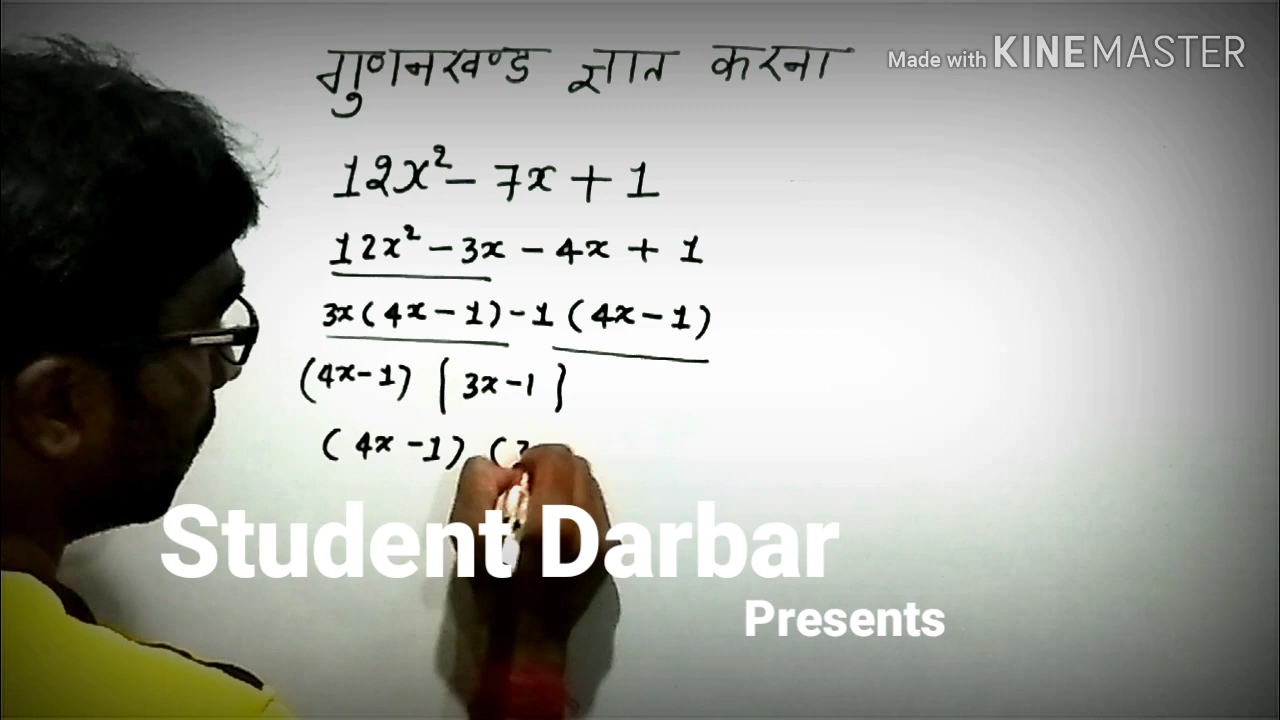 Made with KINEMASTER
गुणनखण्ड ज्ञात करना
12x² - 7x + 1
12x² - 3x - 4x + 1
3x(4x - 1) - 1 (4x - 1)
(4x - 1) { 3x - 1 }
( 4x - 1) (
Student Darbar
Presents